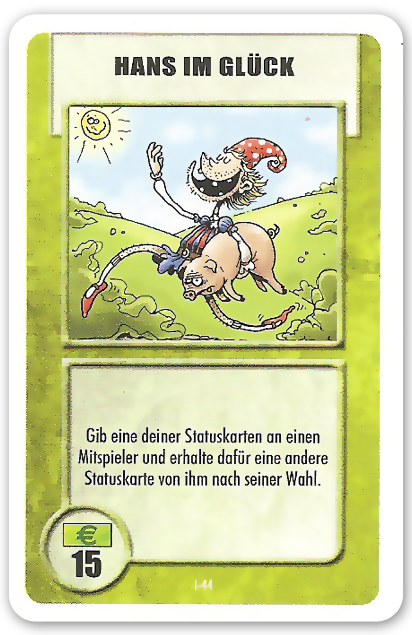 HANS IM GLÜCK
Gib eine deiner Statuskarten an einen
Mitspieler und erhalte dafür eine andere
Statuskarte von ihm nach seiner Wahl.
€
15
I-44